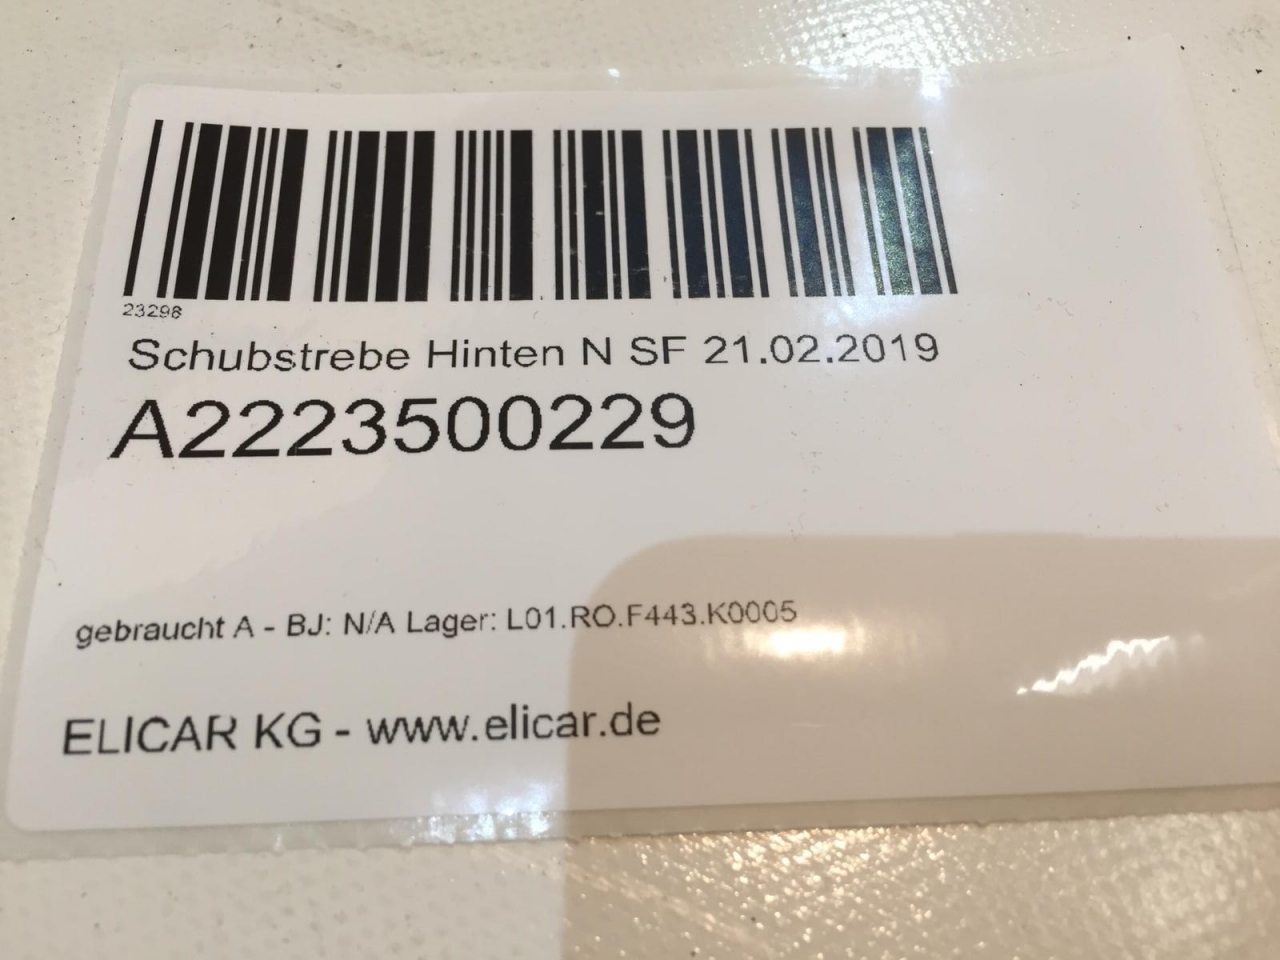 23298
Schubstrebe Hinten N SF 21.02.2019
A2223500229
gebraucht A - BJ: N/A Lager: L01.RO.F443.K0005
ELICAR KG - www.elicar.de